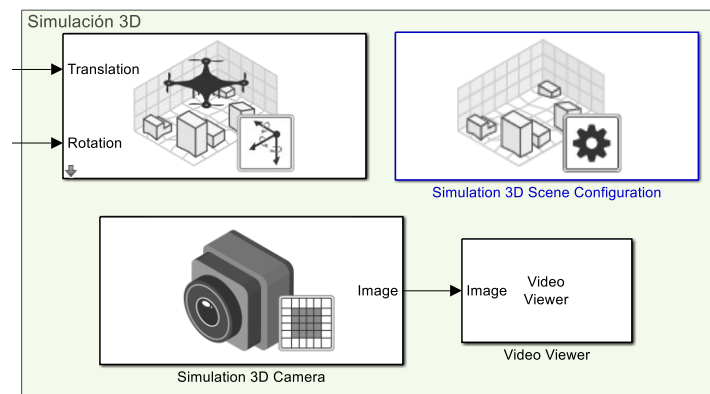 Simulación 3D
Translation
Rotation
Simulation 3D Scene Configuration
Image
Simulation 3D Camera
Image
Video
Viewer
Video Viewer